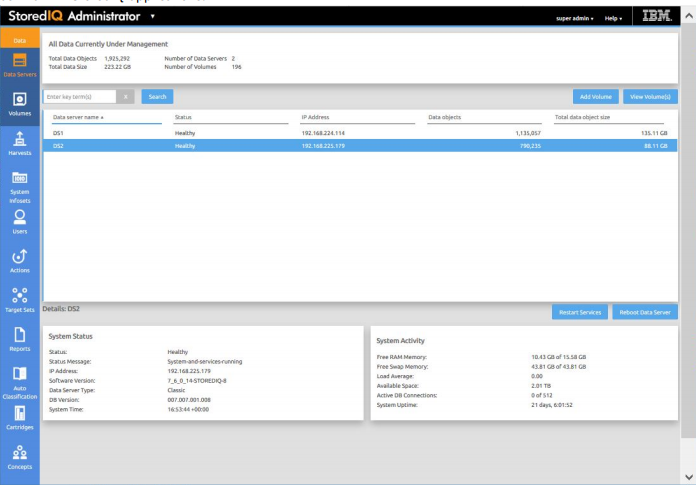 StoredIQ Administrator
super admin
Help
IBM
Data
Data Servers
Volumes
Harvests
System
Infosets
Users
Actions
Target Sets
Reports
Auto
Classification
Cartridges
Concepts
All Data Currently Under Management
Total Data Objects 1,925,292 Number of Data Servers 2
Total Data Size 223.22 GB Number of Volumes 196
Enter key term(s) X Search Add Volume View Volume(s)
Data server name Status IP Address Data objects Total data object size
DS1 Healthy 192.168.224.114 1,135,057 135.11 GB
DS2 Healthy 192.168.225.179 790,235 88.11 GB
Details: DS2 Restart Services Reboot Data Server
System Status
Status: Healthy
Status Message: System-and-services-running
IP Address: 192.168.225.179
Software Version: 7_6_0_14-STOREDIQ-8
Data Server Type: Classic
DB Version: 007.007.001.008
System Time: 16:53:44 +00:00
System Activity
Free RAM-Memory: 10.43 GB of 15.58 GB
Free Swap Memory: 43.81 GB of 43.81 GB
Load Average: 0.00
Available Space: 2.01 TB
Active DB Connections: 0 of 512
System Uptime: 21 days, 6:01:52